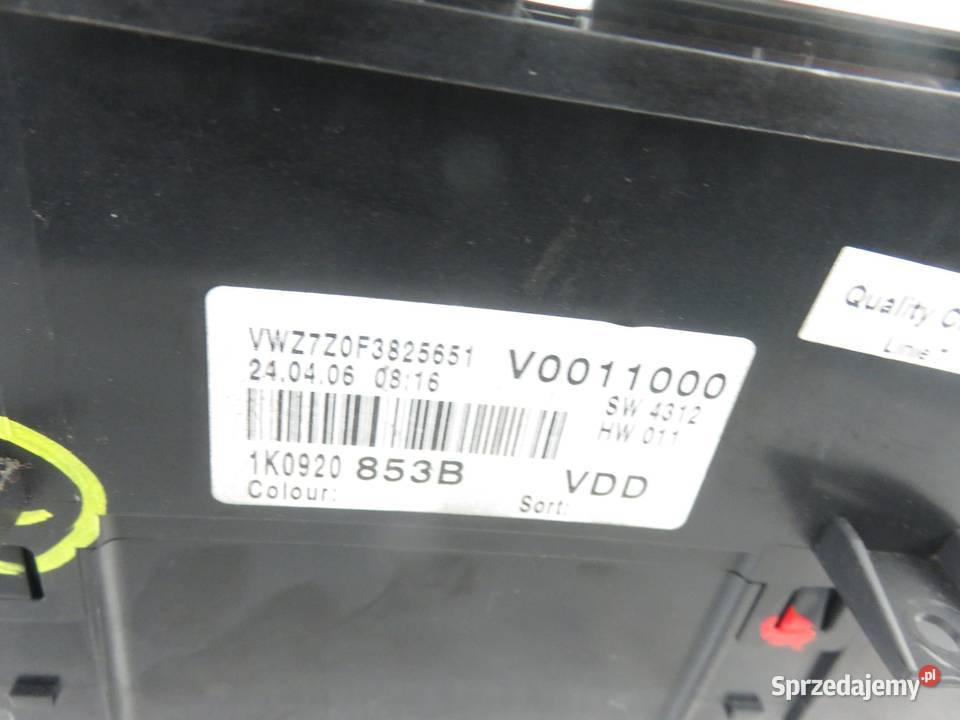 VWZ7Z0F3825651
V0011000
24.04.06 08:16
SW 4312
HW 011
1K0920 853B
VDD
Colour:
Sort:
Quality
Linie
Sprzedajemy.pl